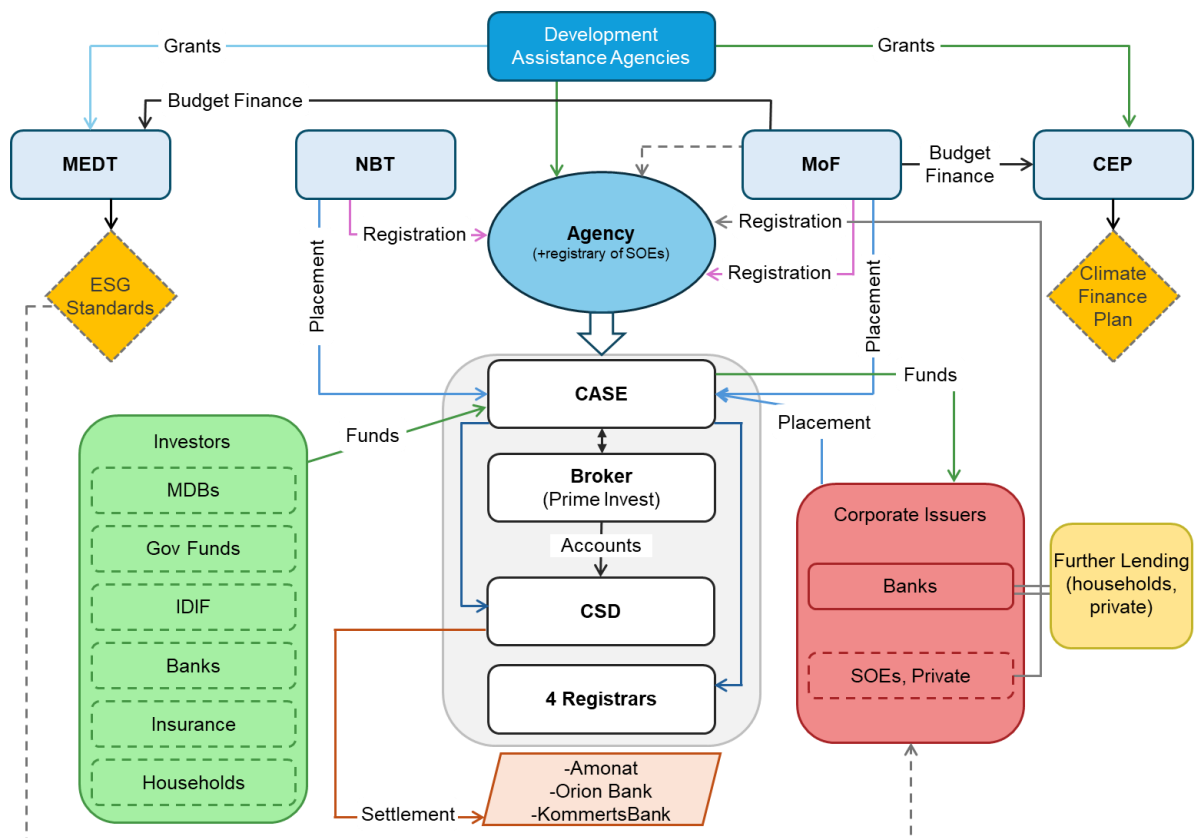 Development
Assistance Agencies
Grants
Grants
Budget Finance
MEDT
NBT
MoF
Budget
Finance
CEP
Registration
Agency
(+registrary of SOEs)
Registration
Registration
ESG
Standards
Placement
Placement
Climate
Finance
Plan
CASE
Funds
Funds
Placement
Investors
MDBs
Gov Funds
IDIF
Banks
Insurance
Households
Broker
(Prime Invest)
Accounts
CSD
4 Registrars
Corporate Issuers
Banks
SOEs, Private
Further Lending
(households,
private)
Settlement
-Amonat
-Orion Bank
-KommertsBank